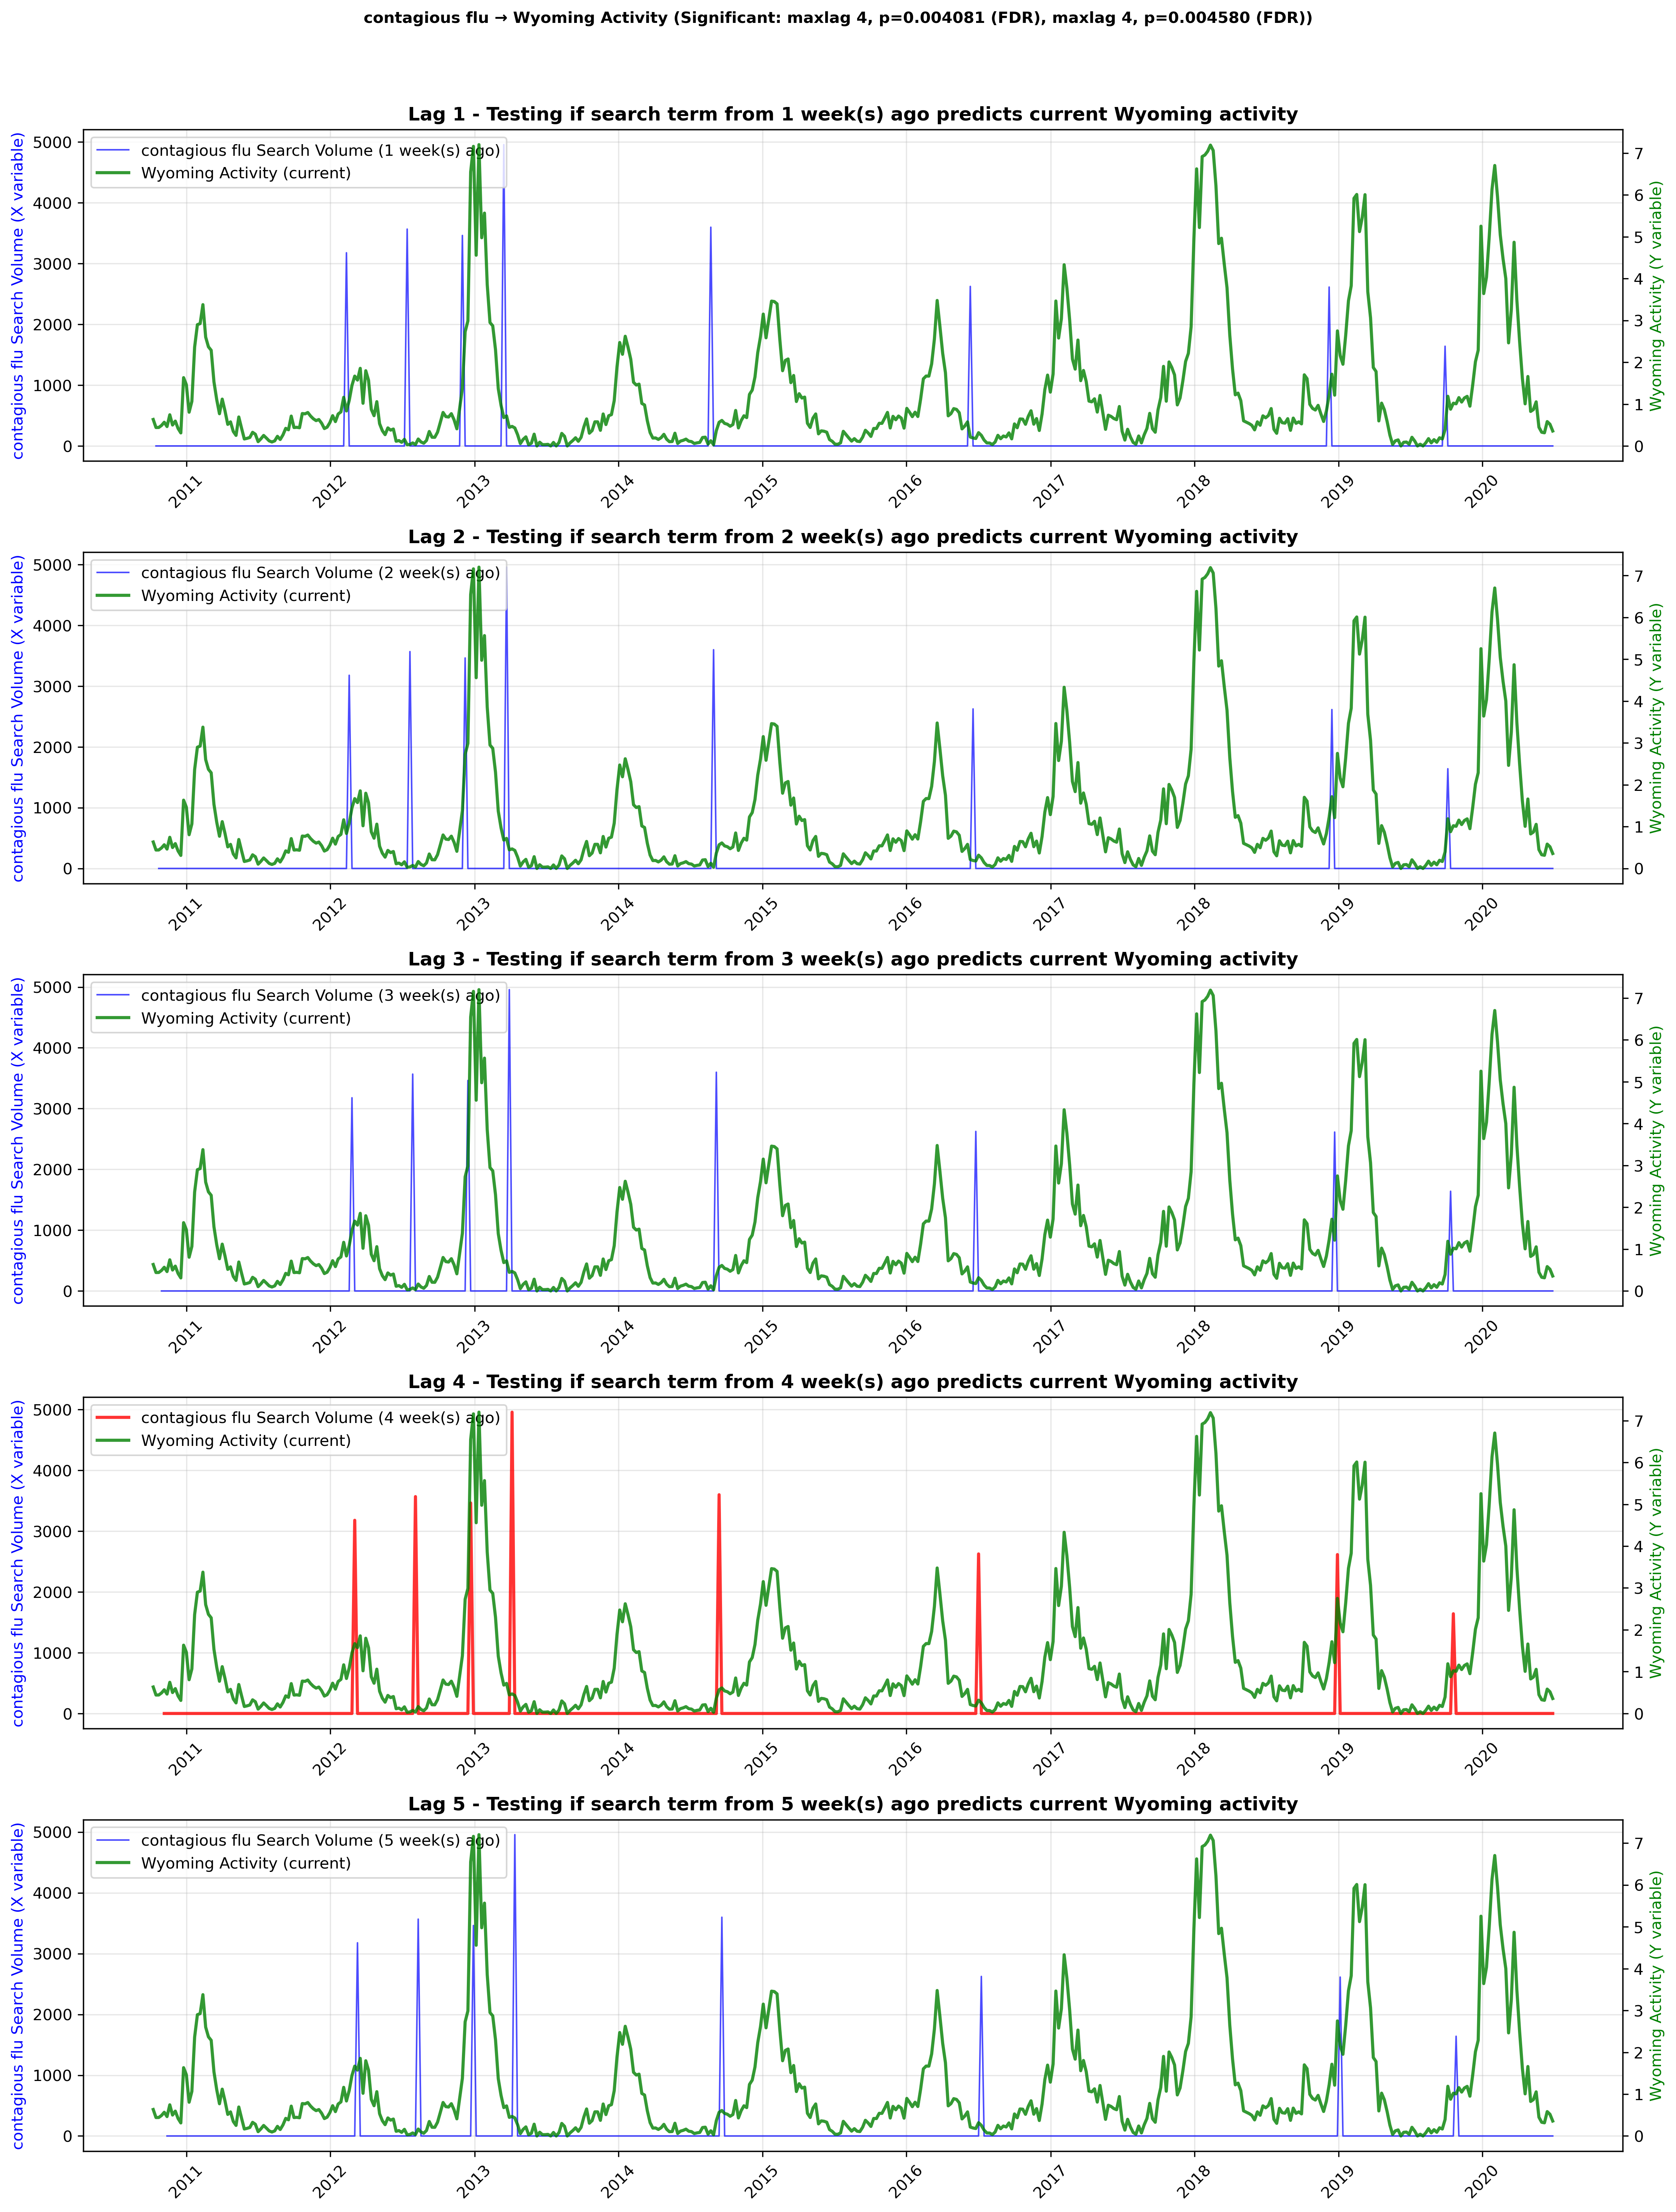 contagious flu → Wyoming Activity (Significant: maxlag 4, p=0.004081 (FDR), maxlag 4, p=0.004580 (FDR))
Lag 1 - Testing if search term from 1 week(s) ago predicts current Wyoming activity
contagious flu Search Volume (X variable)
5000
4000
3000
2000
1000
0
contagious flu Search Volume (1 week(s) ago)
Wyoming Activity (current)
7
6
5
4
3
2
1
0
Wyoming Activity (Y variable)
2011 2012 2013 2014 2015 2016 2017 2018 2019 2020
Lag 2 - Testing if search term from 2 week(s) ago predicts current Wyoming activity
contagious flu Search Volume (X variable)
5000
4000
3000
2000
1000
0
contagious flu Search Volume (2 week(s) ago)
Wyoming Activity (current)
7
6
5
4
3
2
1
0
Wyoming Activity (Y variable)
2011 2012 2013 2014 2015 2016 2017 2018 2019 2020
Lag 3 - Testing if search term from 3 week(s) ago predicts current Wyoming activity
contagious flu Search Volume (X variable)
5000
4000
3000
2000
1000
0
contagious flu Search Volume (3 week(s) ago)
Wyoming Activity (current)
7
6
5
4
3
2
1
0
Wyoming Activity (Y variable)
2011 2012 2013 2014 2015 2016 2017 2018 2019 2020
Lag 4 - Testing if search term from 4 week(s) ago predicts current Wyoming activity
contagious flu Search Volume (X variable)
5000
4000
3000
2000
1000
0
contagious flu Search Volume (4 week(s) ago)
Wyoming Activity (current)
7
6
5
4
3
2
1
0
Wyoming Activity (Y variable)
2011 2012 2013 2014 2015 2016 2017 2018 2019 2020
Lag 5 - Testing if search term from 5 week(s) ago predicts current Wyoming activity
contagious flu Search Volume (X variable)
5000
4000
3000
2000
1000
0
contagious flu Search Volume (5 week(s) ago)
Wyoming Activity (current)
7
6
5
4
3
2
1
0
Wyoming Activity (Y variable)
2011 2012 2013 2014 2015 2016 2017 2018 2019 2020